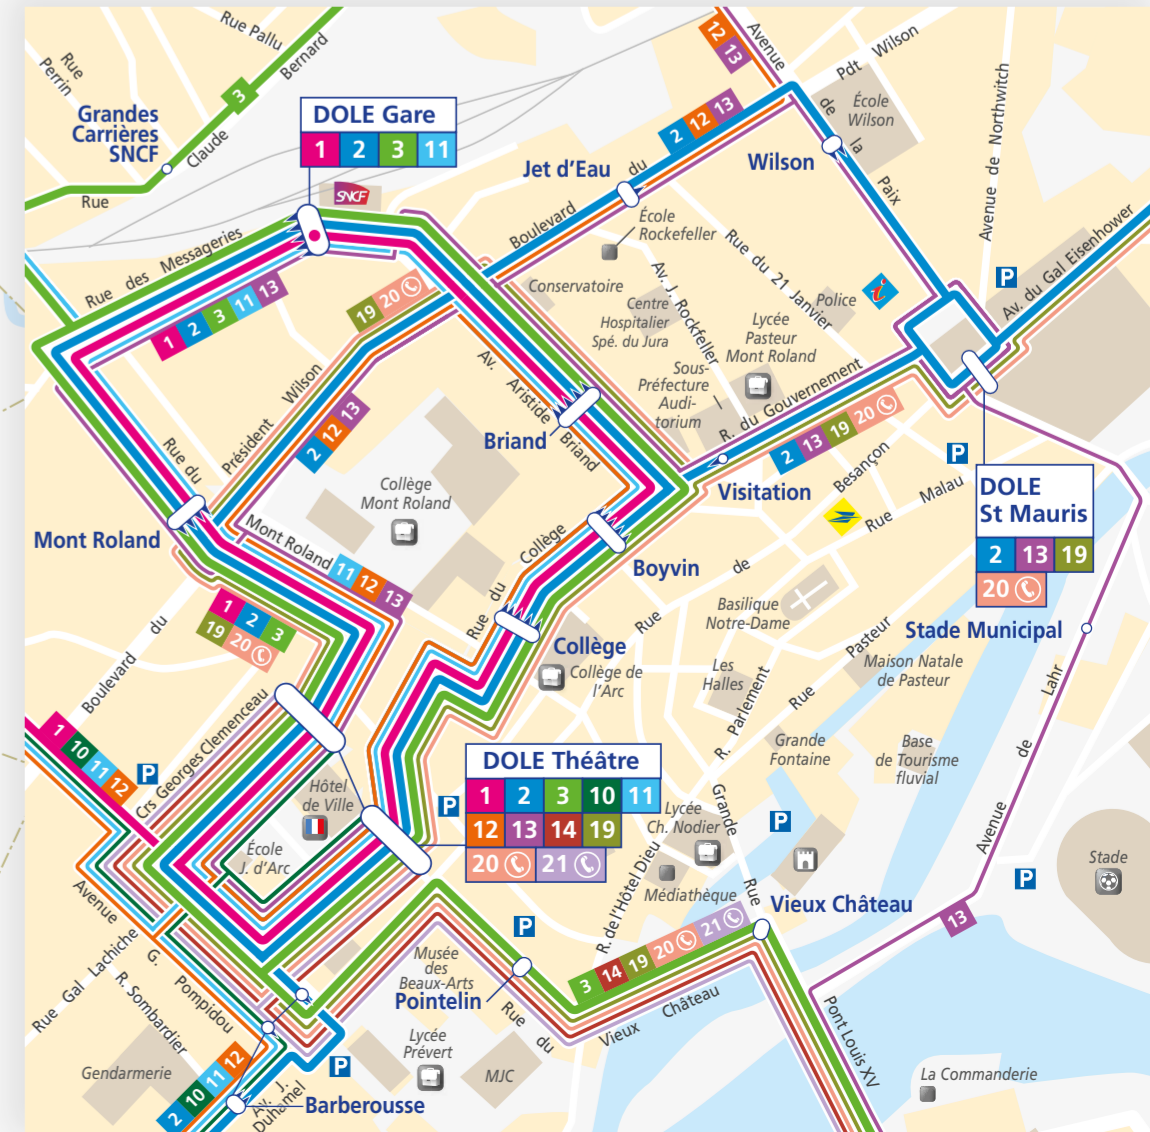 Rue Pallu
Rue
Perrin
Bernard
3
Claude
Rue
Grandes
Carrières
SNCF
DOLE Gare
1 2 3 11
SNCF
12
13
Avenue
de
la
Paix
Pdt Wilson
École
Wilson
Wilson
Avenue de Northwitch
2 12 13
Jet d'Eau
Boulevard
du
École
Rockefeller
Rue des Messageries
1 2 3 11 13
19 20
Conservatoire
Centre
Hospitalier
Spé. du Jura
Av. J. Rockfeller
Rue du 21 Janvier
Police
i
P
Av. du Gal Eisenhower
Lycée
Pasteur
Mont Roland
Sous-
Préfecture
Audi-
torium
R. du Gouvernement
2 13 19 20
Av. Aristide Briand
Briand
Président Wilson
2 12 13
Rue du
Mont Roland
Mont Roland
11 12 13
Collège
Mont Roland
Visitation
Besançon
de
Rue
Rue Malau
P
DOLE
St Mauris
2 13 19
20
Boyvin
Rue du Collège
Collège
Collège de
l'Arc
Basilique
Notre-Dame
Stade Municipal
1 2 3
19 20
Boulevard
du
Les
Halles
R. Parlement
Rue
Pasteur
Maison Natale
de Pasteur
Avenue de Lahr
1 10 11 12
P
Crs Georges Clemenceau
Hôtel
de Ville
École
J. d'Arc
P
DOLE Théâtre
1 2 3 10 11
12 13 14 19
20 21
Grande
Fontaine
Base
de Tourisme
fluvial
Lycée
Ch. Nodier
Grande
Rue
P
R. de l'Hôtel Dieu
Médiathèque
Stade
P
13
Vieux Château
3 14 19 20 21
Avenue
G.
Pompidou
Rue Gal Lachiche
R. Sombardier
Musée
des
Beaux-Arts
P
Pointelin
Rue
du
Vieux
Château
Pont Louis XV
Lycée
Prévert
MJC
P
Gendarmerie
2 10 11 12
Av. J.
Duhamel
Barberousse
La Commanderie